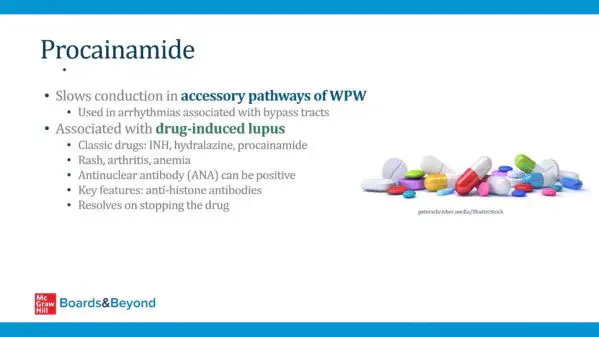 Procainamide
•
• Slows conduction in accessory pathways of WPW
• Used in arrhythmias associated with bypass tracts
• Associated with drug-induced lupus
• Classic drugs: INH, hydralazine, procainamide
• Rash, arthritis, anemia
• Antinuclear antibody (ANA) can be positive
• Key features: anti-histone antibodies
• Resolves on stopping the drug
peterschreiber.media/Shutterstock
Mc
Graw
Hill
Boards&Beyond